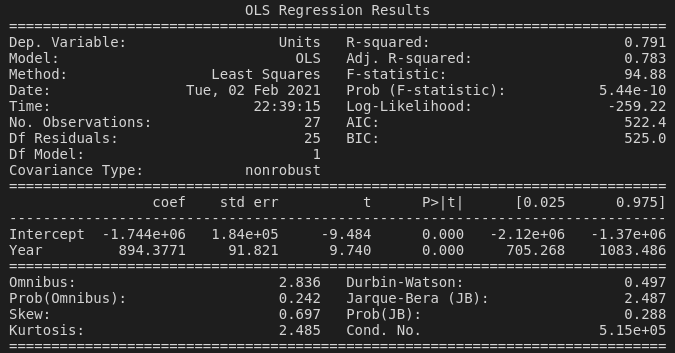 OLS Regression Results
==============================================================================
Dep. Variable:                  Units   R-squared:                       0.791
Model:                            OLS   Adj. R-squared:                  0.783
Method:                 Least Squares   F-statistic:                     94.88
Date:                Tue, 02 Feb 2021   Prob (F-statistic):           5.44e-10
Time:                        22:39:15   Log-Likelihood:                -259.22
No. Observations:                  27   AIC:                             522.4
Df Residuals:                      25   BIC:                             525.0
Df Model:                           1
Covariance Type:            nonrobust
==============================================================================
                 coef    std err          t      P>|t|      [0.025      0.975]
------------------------------------------------------------------------------
Intercept  -1.744e+06   1.84e+05     -9.484      0.000   -2.12e+06   -1.37e+06
Year         894.3771     91.821      9.740      0.000     705.268    1083.486
==============================================================================
Omnibus:                        2.836   Durbin-Watson:                   0.497
Prob(Omnibus):                  0.242   Jarque-Bera (JB):                2.487
Skew:                           0.697   Prob(JB):                        0.288
Kurtosis:                       2.485   Cond. No.                     5.15e+05
==============================================================================